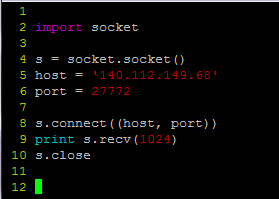 1
2 import socket
3
4 s = socket.socket()
5 host = '140.112.149.68'
6 port = 27772
7
8 s.connect((host, port))
9 print s.recv(1024)
10 s.close
11
12